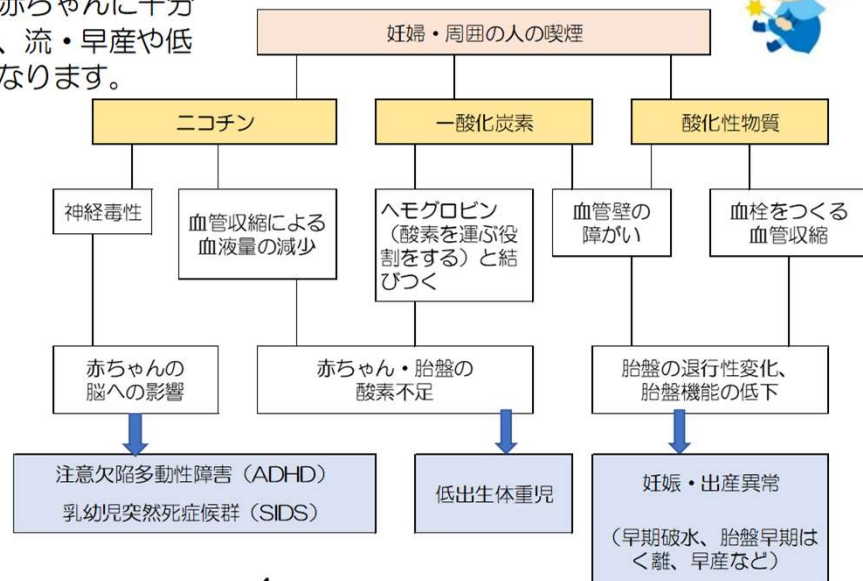 赤ちゃんに十分
、流・早産や低
なります。
妊婦・周囲の人の喫煙
ニコチン
一酸化炭素
酸化性物質
神経毒性
血管収縮による
血液量の減少
ヘモグロビン
(酸素を運ぶ役
割をする)と結
びつく
血管壁の
障がい
血栓をつくる
血管収縮
赤ちゃんの
脳への影響
赤ちゃん・胎盤の
酸素不足
胎盤の退行性変化、
胎盤機能の低下
注意欠陥多動性障害(ADHD)
乳幼児突然死症候群(SIDS)
低出生体重児
妊娠・出産異常
(早期破水、胎盤早期は
く離、早産など)